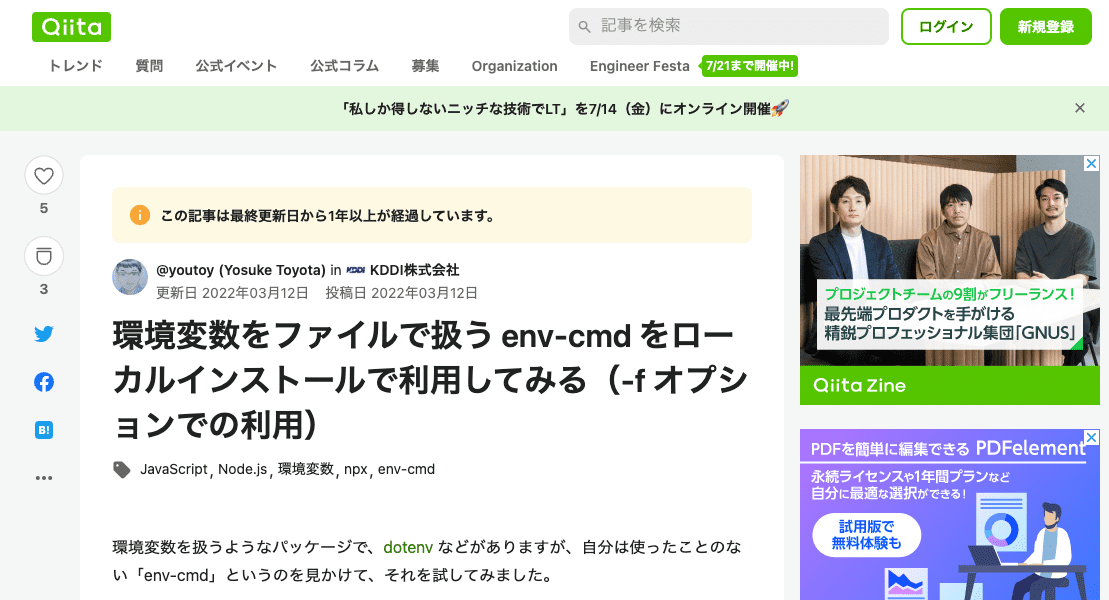 Qiita
記事を検索
ログイン
新規登録
トレンド 質問 公式イベント 公式コラム 募集 Organization Engineer Festa 7/21まで開催中!
「私しか得しないニッチな技術でLT」を7/14（金）にオンライン開催🚀
5
3
B!
この記事は最終更新日から1年以上が経過しています。
@youtoy (Yosuke Toyota) in KDDI KDDI株式会社
更新日 2022年03月12日 投稿日 2022年03月12日
環境変数をファイルで扱う env-cmd をロー
カルインストールで利用してみる（-f オプシ
ョンでの利用）
JavaScript, Node.js, 環境変数, npx, env-cmd
環境変数を扱うようなパッケージで、dotenv などがありますが、自分は使ったことのな
い「env-cmd」というのを見かけて、それを試してみました。
プロジェクトチームの9割がフリーランス！
最先端プロダクトを手がける
精鋭プロフェッショナル集団「GNUS」
Qiita Zine
PDFを簡単に編集できる PDFelement
永続ライセンスや1年間プランなど
自分に最適な選択ができる!
試用版で
無料体験も